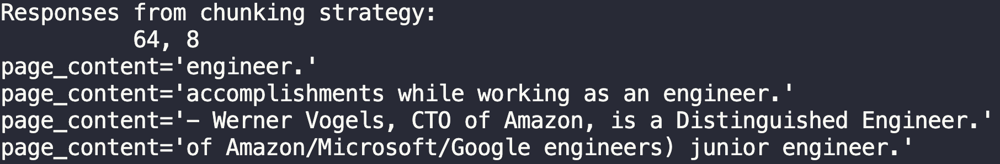 Responses from chunking strategy:
64, 8
page_content='engineer.'
page_content='accomplishments while working as an engineer.'
page_content='– Werner Vogels, CTO of Amazon, is a Distinguished Engineer.'
page_content='of Amazon/Microsoft/Google engineers) junior engineer.'